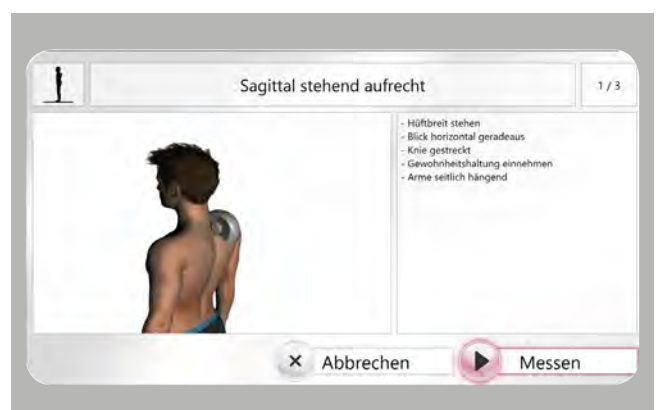 Sagittal stehend aufrecht
1 / 3
- Hüftbreit stehen
- Blick horizontal geradeaus
- Knie gestreckt
- Gewohnheitshaltung einnehmen
- Arme seitlich hängend
Abbrechen
Messen